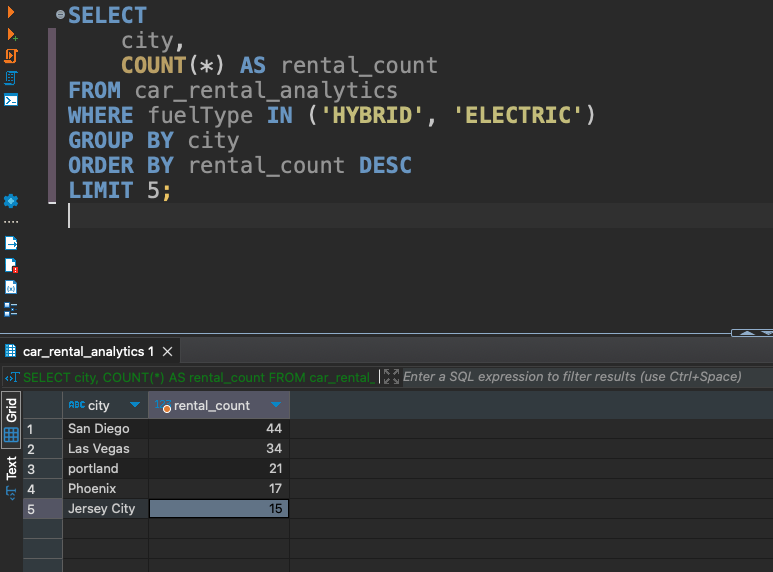 SELECT
city,
COUNT(*) AS rental_count
FROM car_rental_analytics
WHERE fuelType IN ('HYBRID', 'ELECTRIC')
GROUP BY city
ORDER BY rental_count DESC
LIMIT 5;
car_rental_analytics 1
SELECT city, COUNT(*) AS rental_count FROM car_rental_
Enter a SQL expression to filter results (use Ctrl+Space)
Grid
Text
ABC city
123 rental_count
1 San Diego 44
2 Las Vegas 34
3 portland 21
4 Phoenix 17
5 Jersey City 15